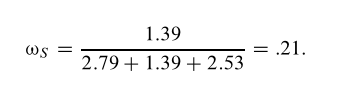 ωS = 1.39 / 2.79 + 1.39 + 2.53 = .21.